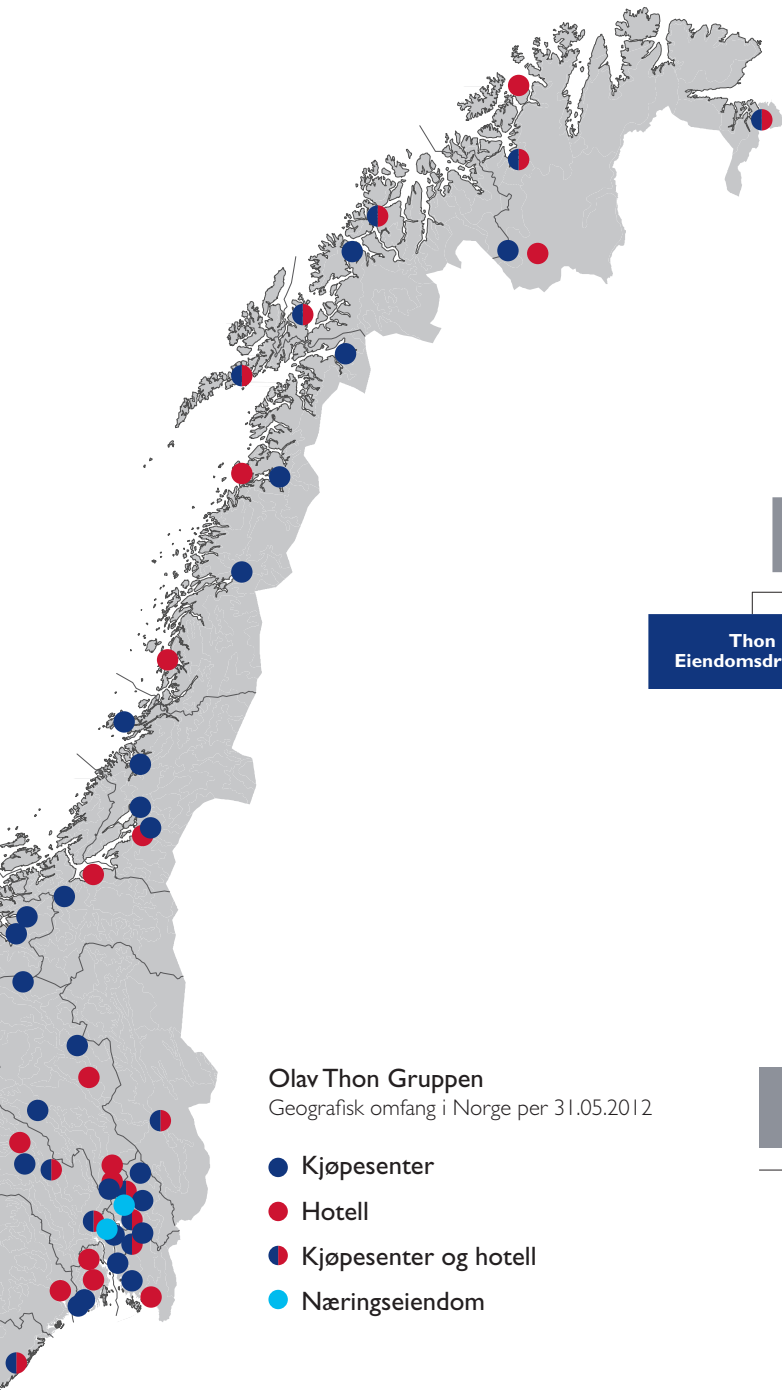 Thon
Eiendomsdr
Olav Thon Gruppen
Geografisk omfang i Norge per 31.05.2012
Kjøpesenter
Hotell
Kjøpesenter og hotell
Næringseiendom